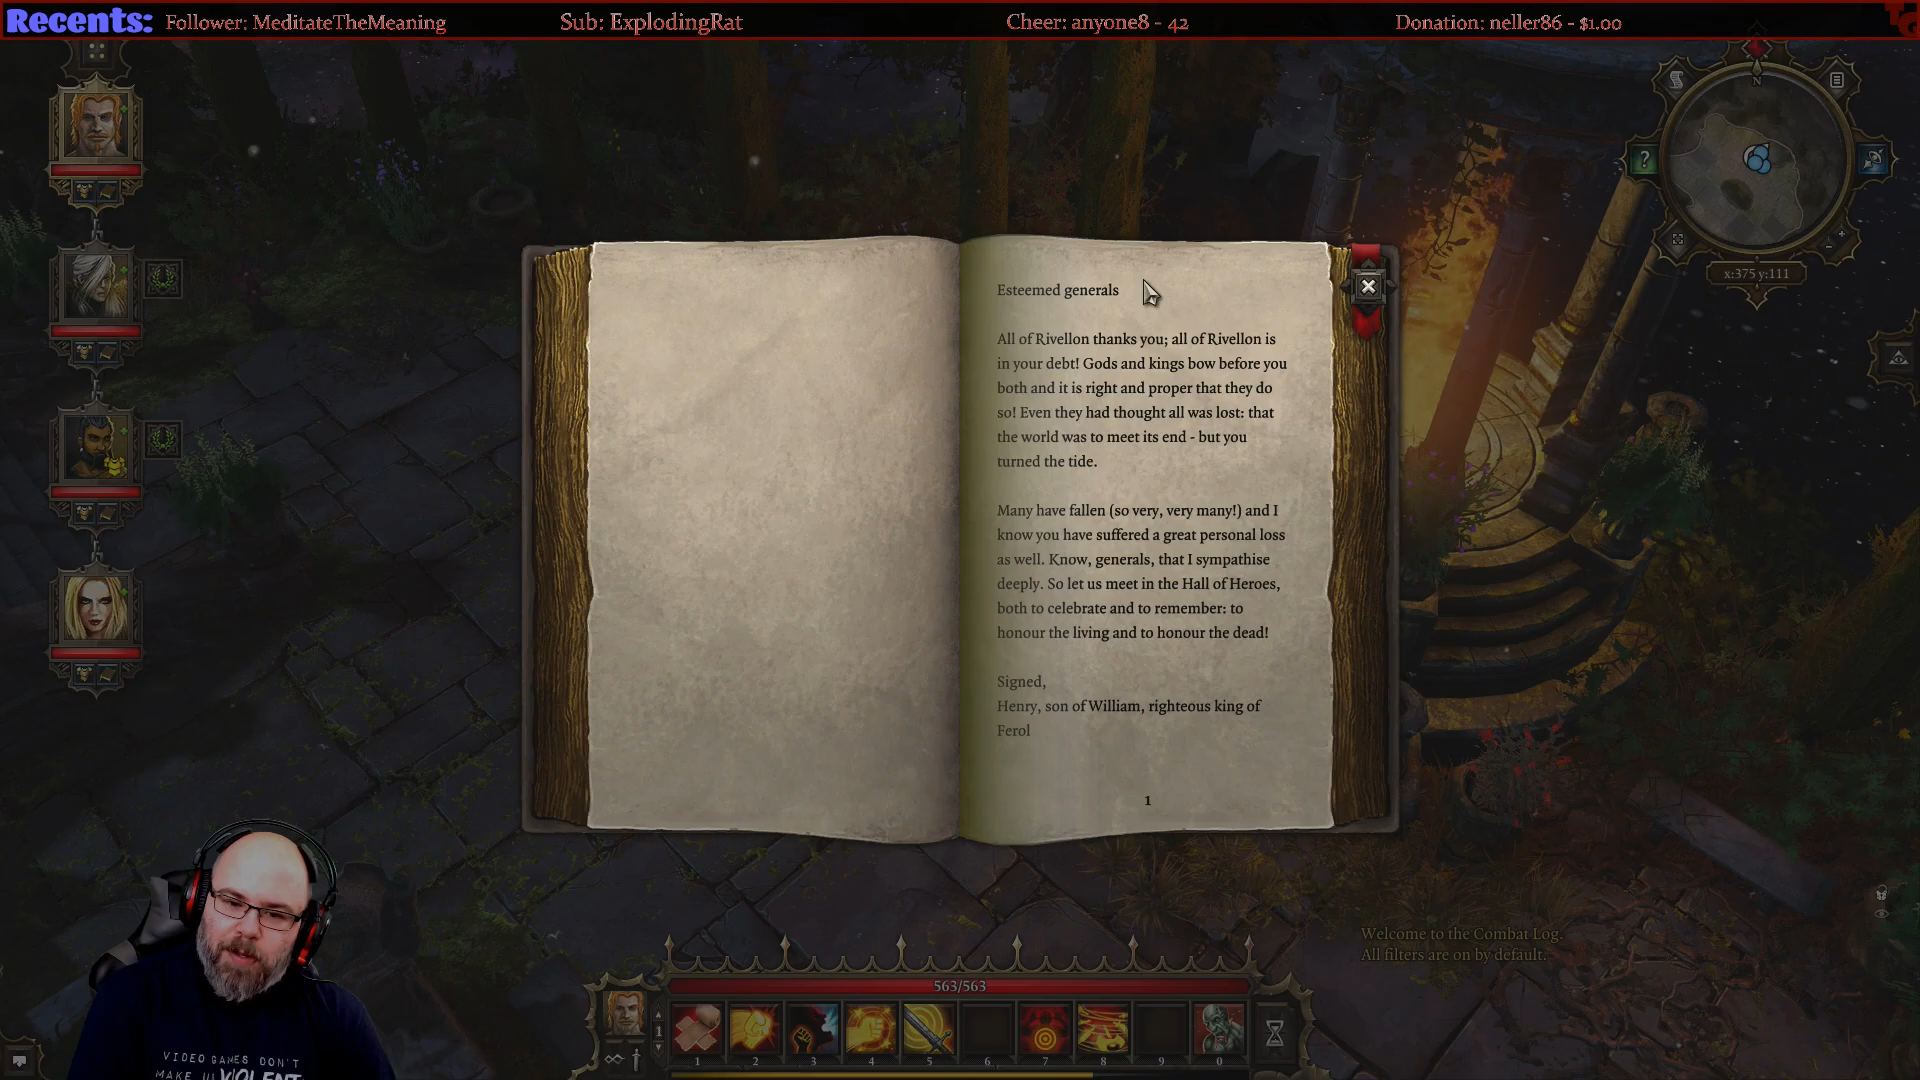 Recents: Follower: MeditateTheMeaning Sub: ExplodingRat Cheer: anyone8 - 42 Donation: neller86 - $1.00
N
?
x:375 y:111
Esteemed generals
All of Rivellon thanks you; all of Rivellon is
in your debt! Gods and kings bow before you
both and it is right and proper that they do
so! Even they had thought all was lost: that
the world was to meet its end - but you
turned the tide.
Many have fallen (so very, very many!) and I
know you have suffered a great personal loss
as well. Know, generals, that I sympathise
deeply. So let us meet in the Hall of Heroes,
both to celebrate and to remember: to
honour the living and to honour the dead!
Signed,
Henry, son of William, righteous king of
Ferol
1
Welcome to the Combat Log.
All filters are on by default.
563/563
1
1 2 3 4 5 6 7 8 9 0
VIDEO GAMES DON'T
MAKE US VIOLENT